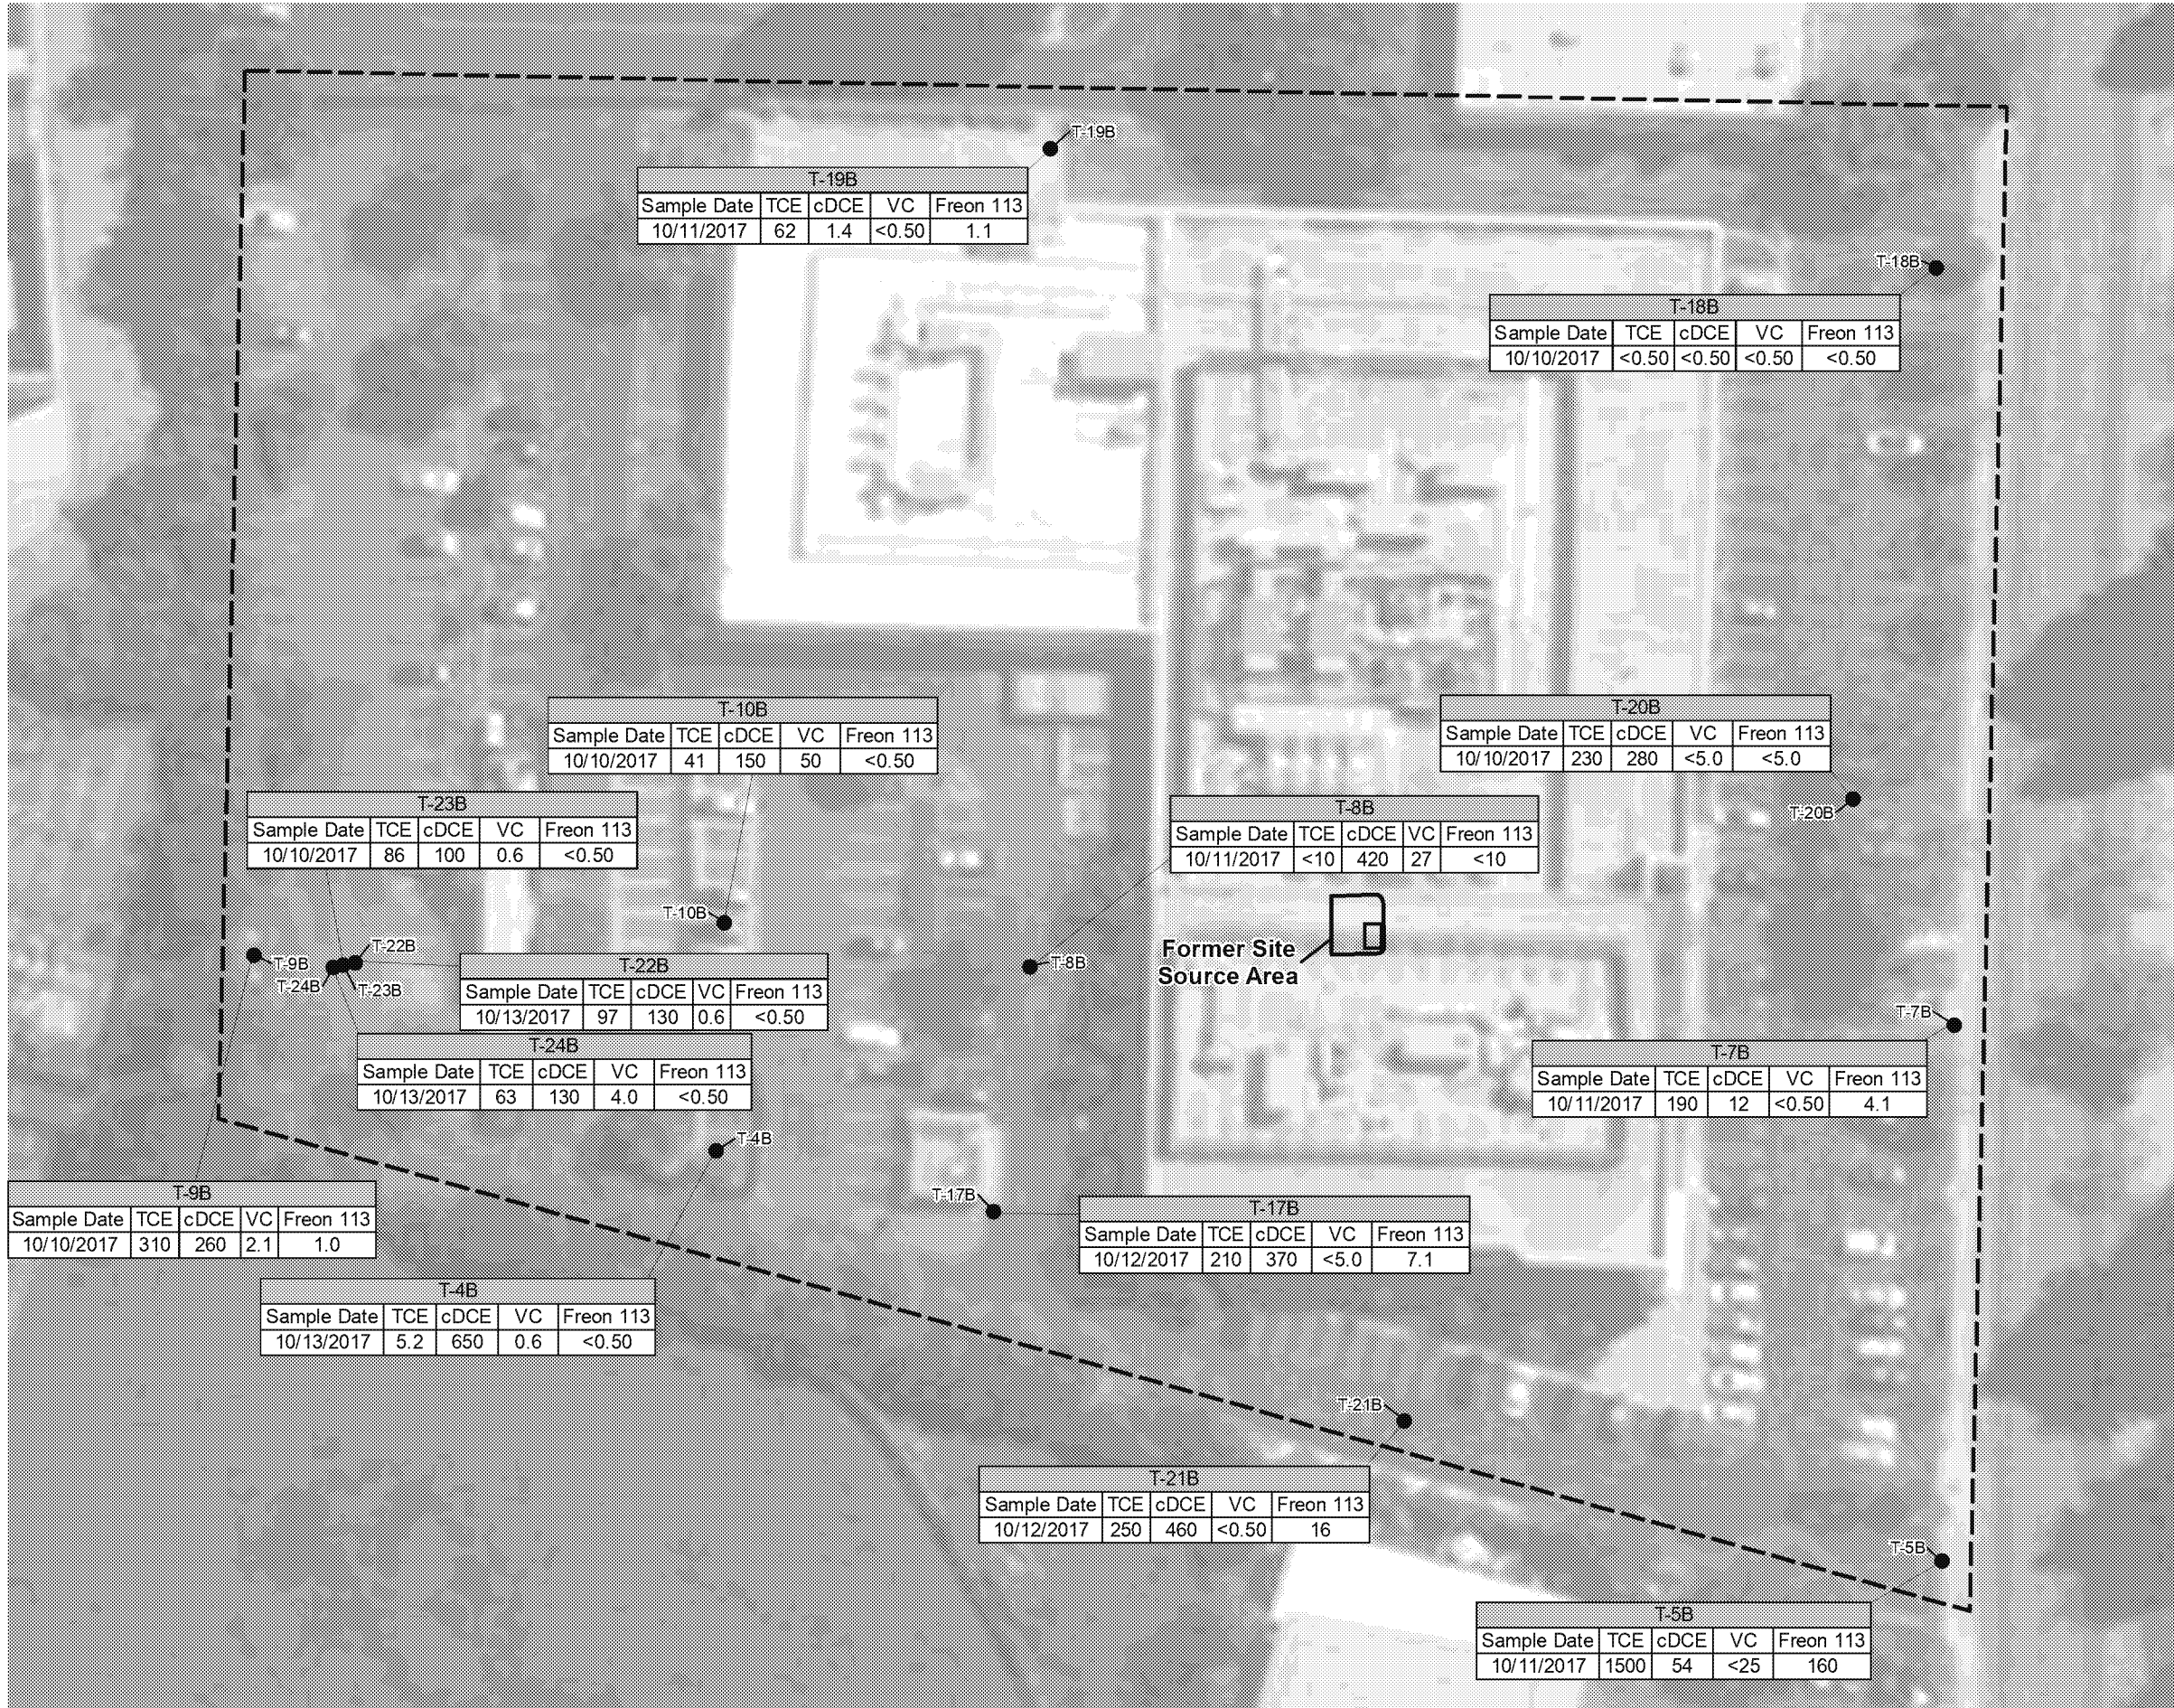 T-19B
T-19B
Sample Date TCE cDCE VC Freon 113
10/11/2017 62 1.4 <0.50 1.1
T-18B
T-18B
Sample Date TCE cDCE VC Freon 113
10/10/2017 <0.50 <0.50 <0.50 <0.50
T-10B
Sample Date TCE cDCE VC Freon 113
10/10/2017 41 150 50 <0.50
T-20B
Sample Date TCE cDCE VC Freon 113
10/10/2017 230 280 <5.0 <5.0
T-20B
T-23B
Sample Date TCE cDCE VC Freon 113
10/10/2017 86 100 0.6 <0.50
T-8B
Sample Date TCE cDCE VC Freon 113
10/11/2017 <10 420 27 <10
T-10B
T-22B
T-9B
T-24B
T-23B
T-8B
Former Site
Source Area
T-22B
Sample Date TCE cDCE VC Freon 113
10/13/2017 97 130 0.6 <0.50
T-7B
T-24B
Sample Date TCE cDCE VC Freon 113
10/13/2017 63 130 4.0 <0.50
T-7B
Sample Date TCE cDCE VC Freon 113
10/11/2017 190 12 <0.50 4.1
T-4B
T-9B
Sample Date TCE cDCE VC Freon 113
10/10/2017 310 260 2.1 1.0
T-17B
T-17B
Sample Date TCE cDCE VC Freon 113
10/12/2017 210 370 <5.0 7.1
T-4B
Sample Date TCE cDCE VC Freon 113
10/13/2017 5.2 650 0.6 <0.50
T-21B
T-21B
Sample Date TCE cDCE VC Freon 113
10/12/2017 250 460 <0.50 16
T-5B
T-5B
Sample Date TCE cDCE VC Freon 113
10/11/2017 1500 54 <25 160